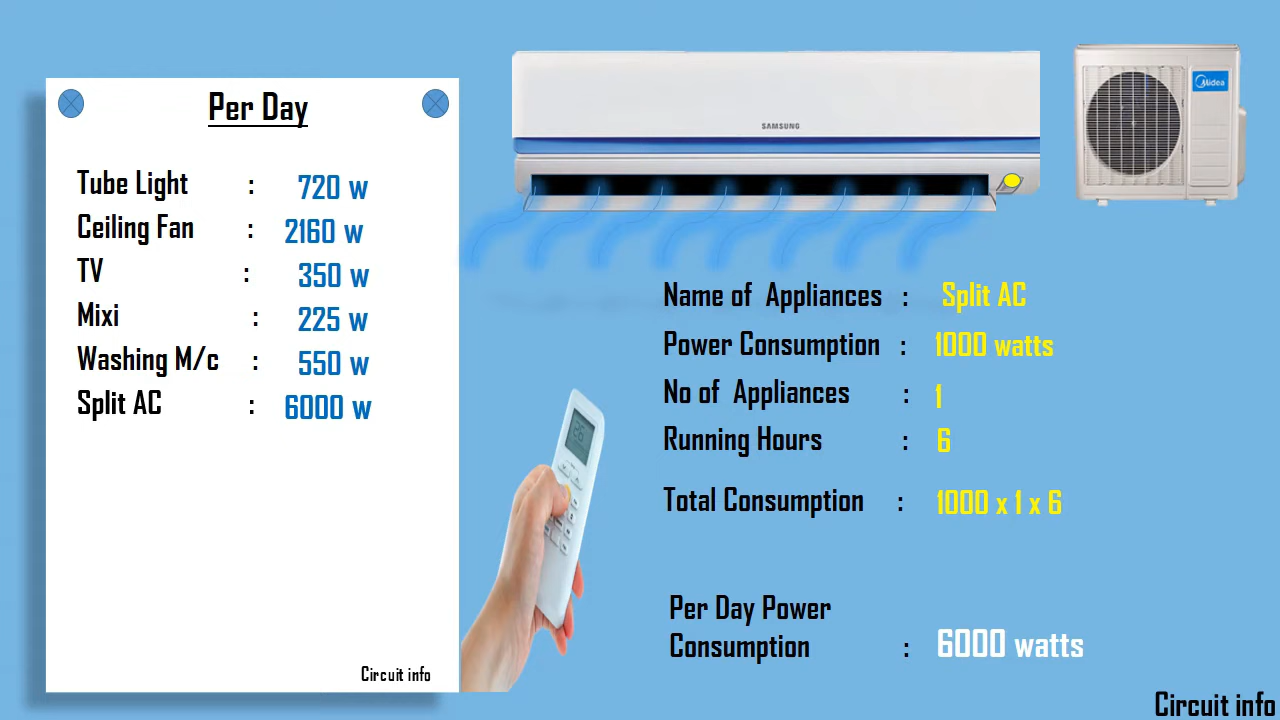 Per Day
Tube Light : 720 w
Ceiling Fan : 2160 w
TV : 350 w
Mixi : 225 w
Washing M/c : 550 w
Split AC : 6000 w
Circuit info
SAMSUNG
Midea
26
Name of Appliances : Split AC
Power Consumption : 1000 watts
No of Appliances : 1
Running Hours : 6
Total Consumption : 1000 x 1 x 6
Per Day Power
Consumption : 6000 watts
Circuit info